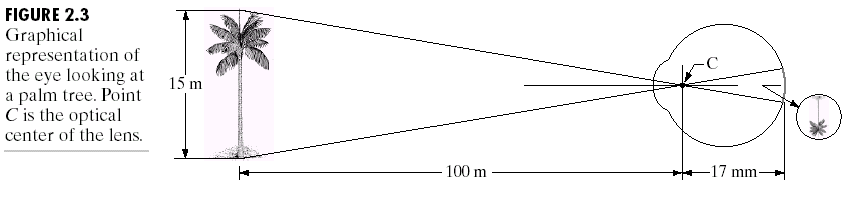 FIGURE 2.3
Graphical
representation of
the eye looking at
a palm tree. Point
C is the optical
center of the lens.
15 m
C
100 m
17 mm